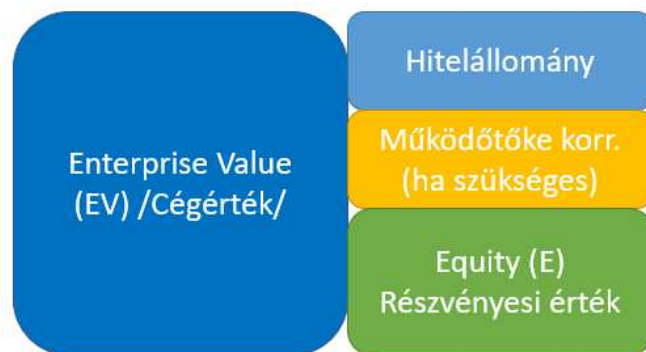 Enterprise Value
(EV) /Cégérték/
Hitelállomány
Működőtőke korr.
(ha szükséges)
Equity (E)
Részvényesi érték